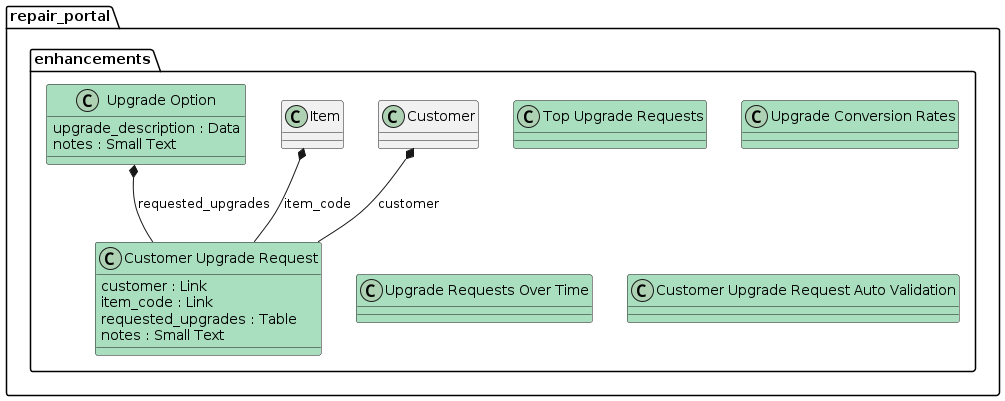 repair_portal
enhancements
C Upgrade Option
upgrade_description : Data
notes : Small Text
C Item
C Customer
C Top Upgrade Requests
C Upgrade Conversion Rates
requested_upgrades
item_code
customer
C Customer Upgrade Request
customer : Link
item_code : Link
requested_upgrades : Table
notes : Small Text
C Upgrade Requests Over Time
C Customer Upgrade Request Auto Validation